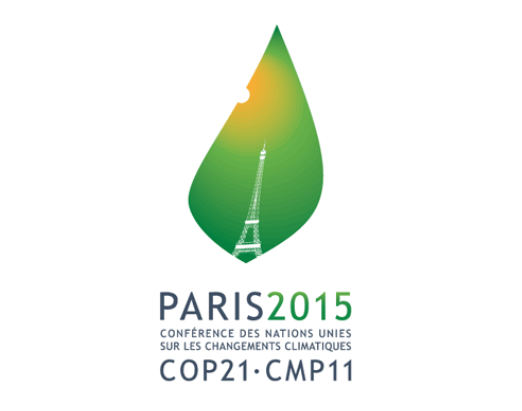 PARIS2015
CONFÉRENCE DES NATIONS UNIES
SUR LES CHANGEMENTS CLIMATIQUES
COP21·CMP11